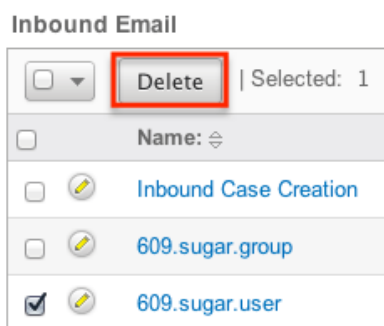 Inbound Email
Delete | Selected: 1
Name:
Inbound Case Creation
609.sugar.group
609.sugar.user